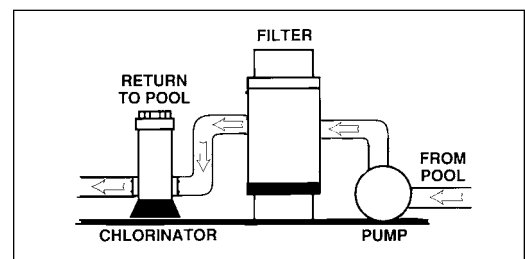 FILTER
RETURN
TO POOL
FROM
POOL
CHLORINATOR
PUMP